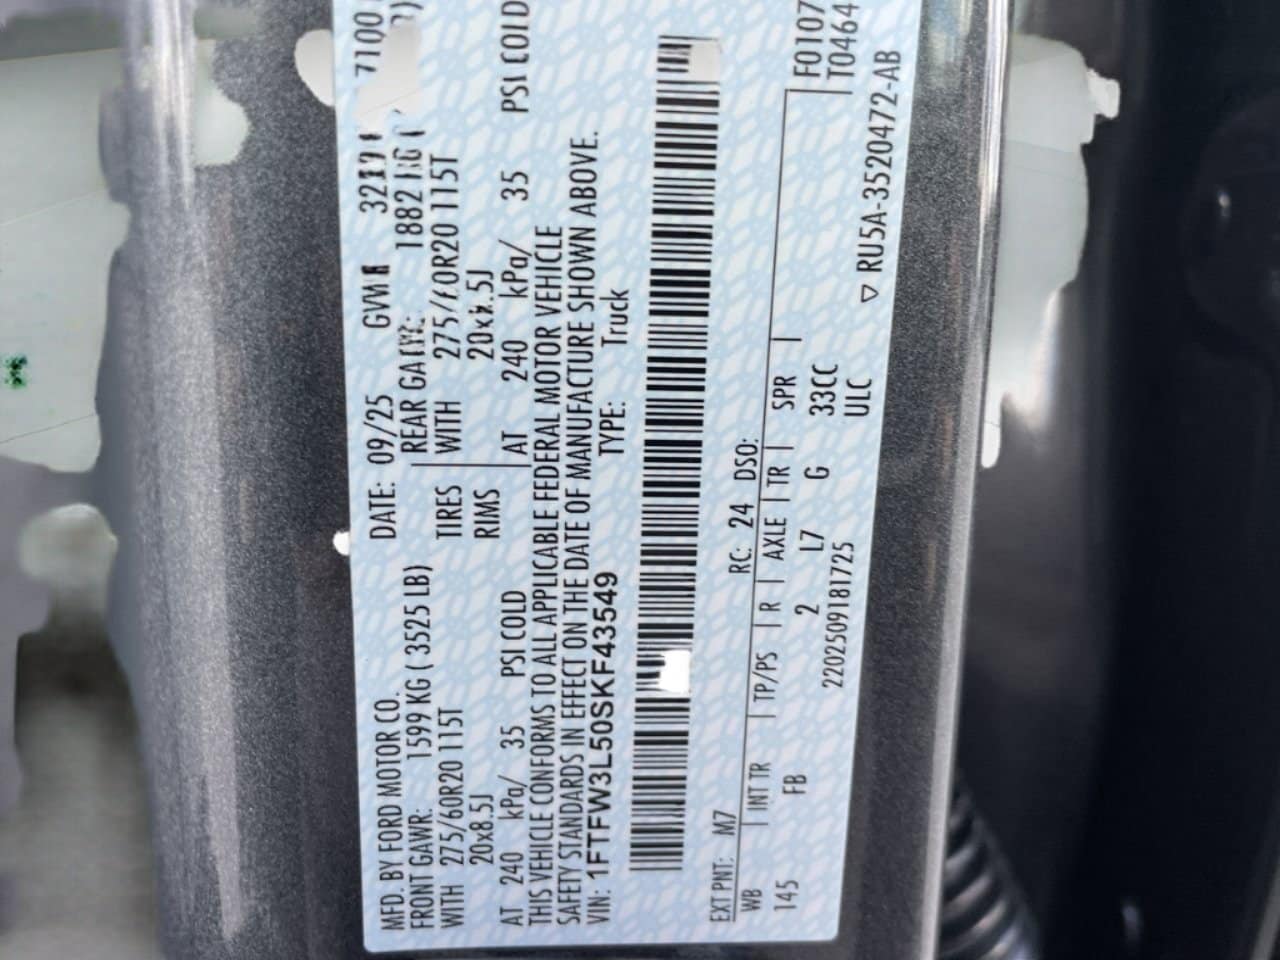 MFD. BY FORD MOTOR CO. DATE: 09/25
FRONT GAWR: 1599 KG ( 3525 LB) REAR
WITH 275/60R20 115T TIRES WITH 20 115T
20x8.5J RIMS
AT 240 kPa/ 35 PSI COLD AT 240 kPa/ 35 PSI COLD
THIS VEHICLE CONFORMS TO ALL APPLICABLE FEDERAL MOTOR VEHICLE
SAFETY STANDARDS IN EFFECT ON THE DATE OF MANUFACTURE SHOWN ABOVE.
VIN: 1FTFW3L50SKF43549 TYPE: Truck
EXT PNT: M7 RC: 24 DSO: F0107
WB INT TR TP/PS R AXLE TR SPR T0464
145 FB 2 L7 G 33CC
2202509181725 ULC ▽ RU5A-3520472-AB